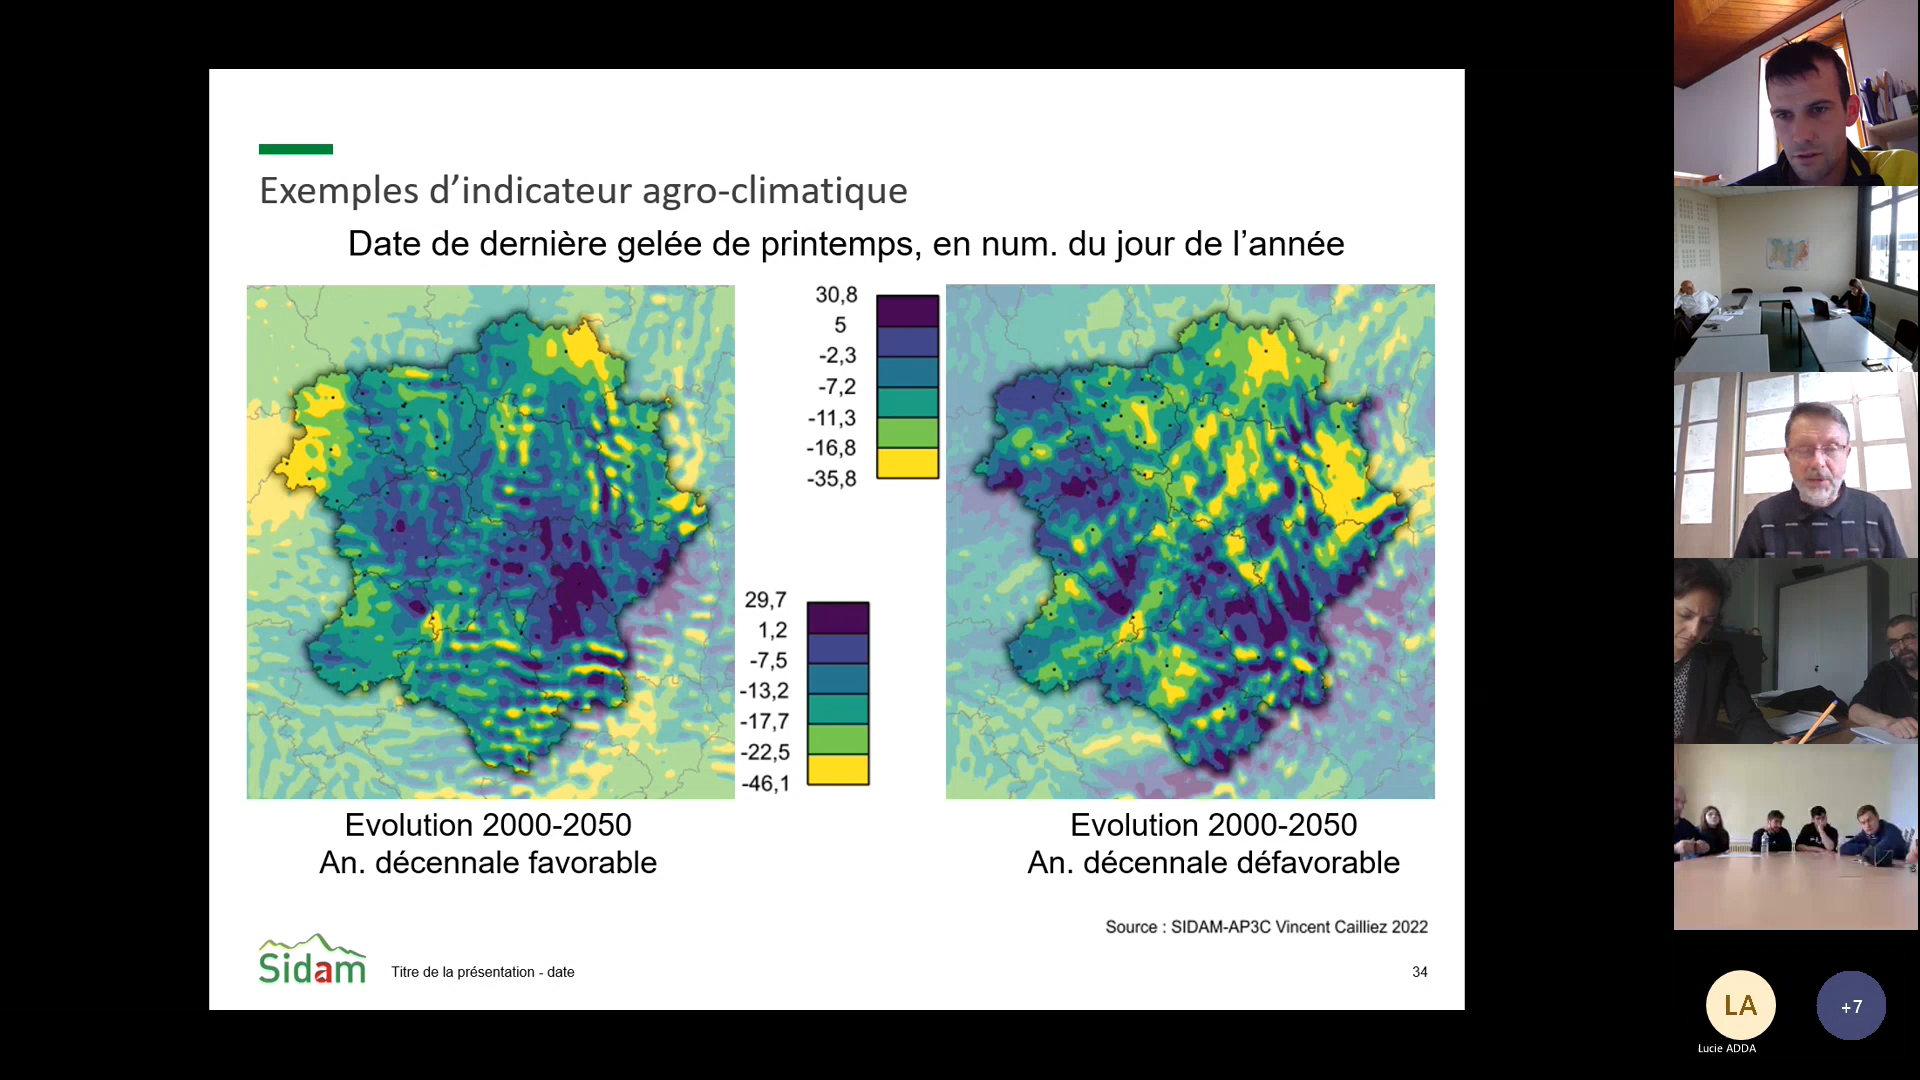 Exemples d’indicateur agro-climatique
Date de dernière gelée de printemps, en num. du jour de l’année
30,8
5
-2,3
-7,2
-11,3
-16,8
-35,8
29,7
1,2
-7,5
-13,2
-17,7
-22,5
-46,1
Evolution 2000-2050
An. décennale favorable
Evolution 2000-2050
An. décennale défavorable
Source : SIDAM-AP3C Vincent Cailliez 2022
Sidam
Titre de la présentation - date
34
LA
+7
Lucie ADDA